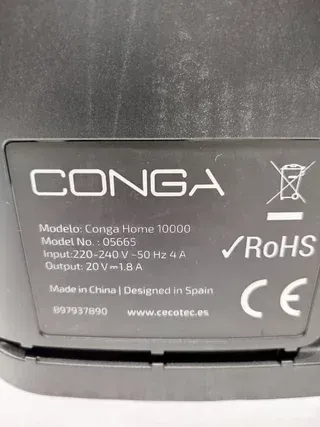 CONGA
Modelo: Conga Home 10000
Model No. : 05665
Input:220-240 V ~50 Hz 4 A
Output: 20 V⎓1.8 A
✓RoHS
Made in China | Designed in Spain
B97937890 www.cecotec.es
CE